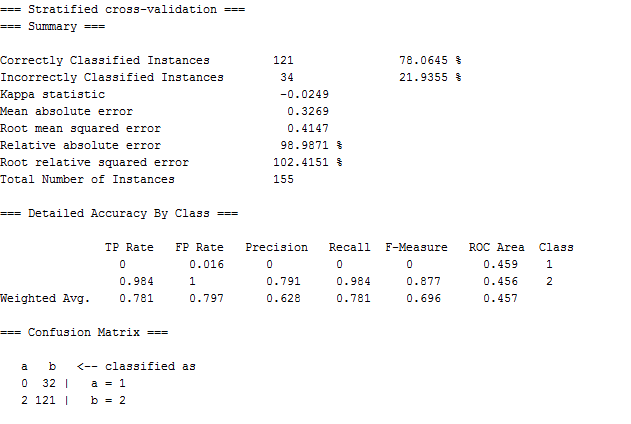 === Stratified cross-validation ===
=== Summary ===
Correctly Classified Instances 121 78.0645 %
Incorrectly Classified Instances 34 21.9355 %
Kappa statistic -0.0249
Mean absolute error 0.3269
Root mean squared error 0.4147
Relative absolute error 98.9871 %
Root relative squared error 102.4151 %
Total Number of Instances 155
=== Detailed Accuracy By Class ===
TP Rate FP Rate Precision Recall F-Measure ROC Area Class
0 0.016 0 0 0 0.459 1
0.984 1 0.791 0.984 0.877 0.456 2
Weighted Avg. 0.781 0.797 0.628 0.781 0.696 0.457
=== Confusion Matrix ===
a b <-- classified as
0 32 | a = 1
2 121 | b = 2